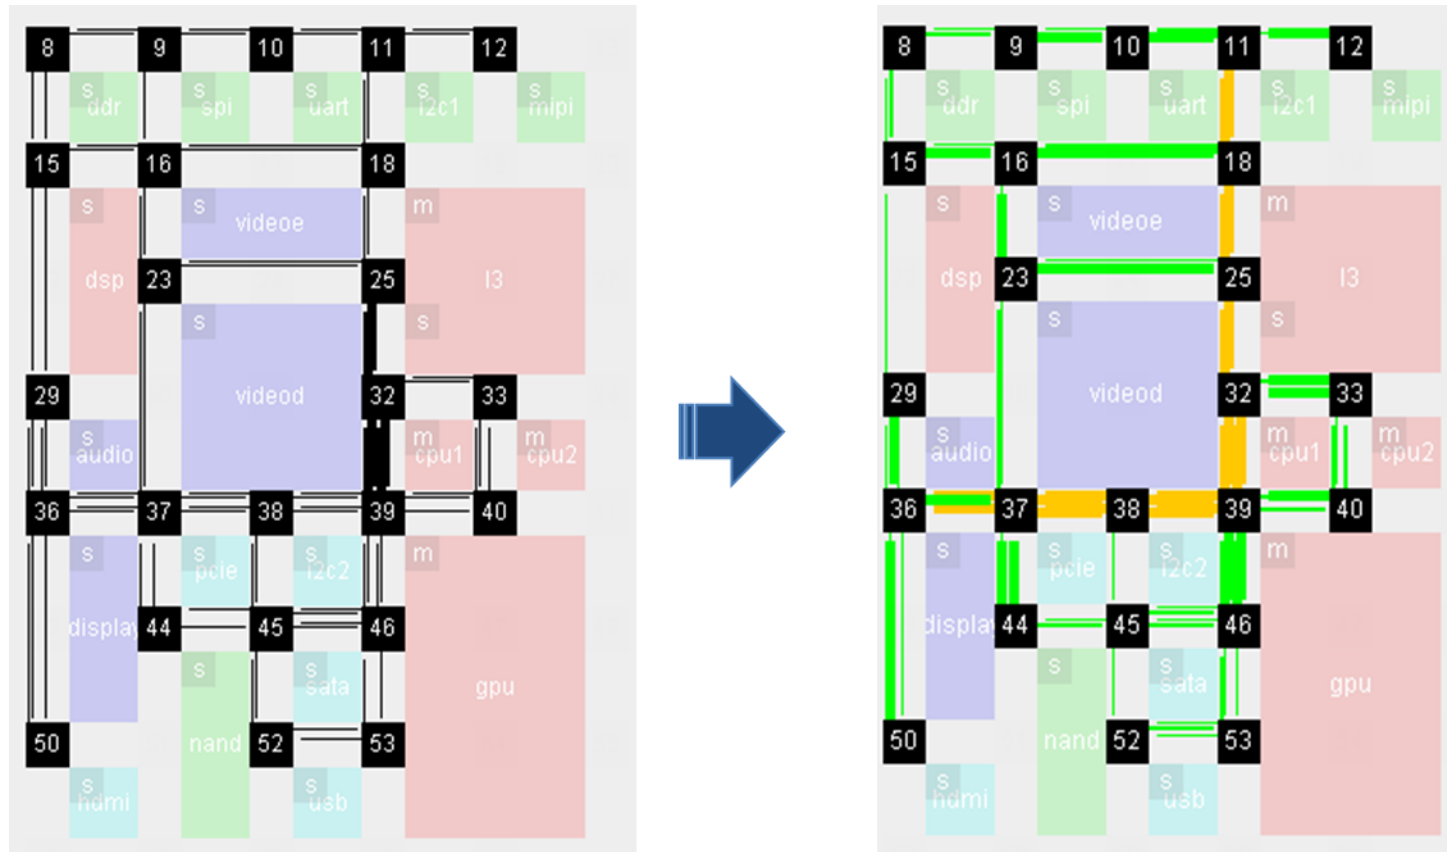 8 9 10 11 12
s s s s s
ddr spi uart i2c1 mipi
15 16 18
s s m
videoe
23 25
dsp l3
s s
29 32 33
videod
s m m
audio cpu1 cpu2
36 37 38 39 40
s s s m
pcie i2c2
display 44 45 46
s s
sata gpu
50 nand 52 53
s s
hdmi usb
8 9 10 11 12
s s s s s
ddr spi uart i2c1 mipi
15 16 18
s s m
videoe
23 25
dsp l3
s s
29 32 33
videod
s m m
audio cpu1 cpu2
36 37 38 39 40
s s s m
pcie i2c2
display 44 45 46
s s
sata gpu
50 nand 52 53
s s
hdmi usb